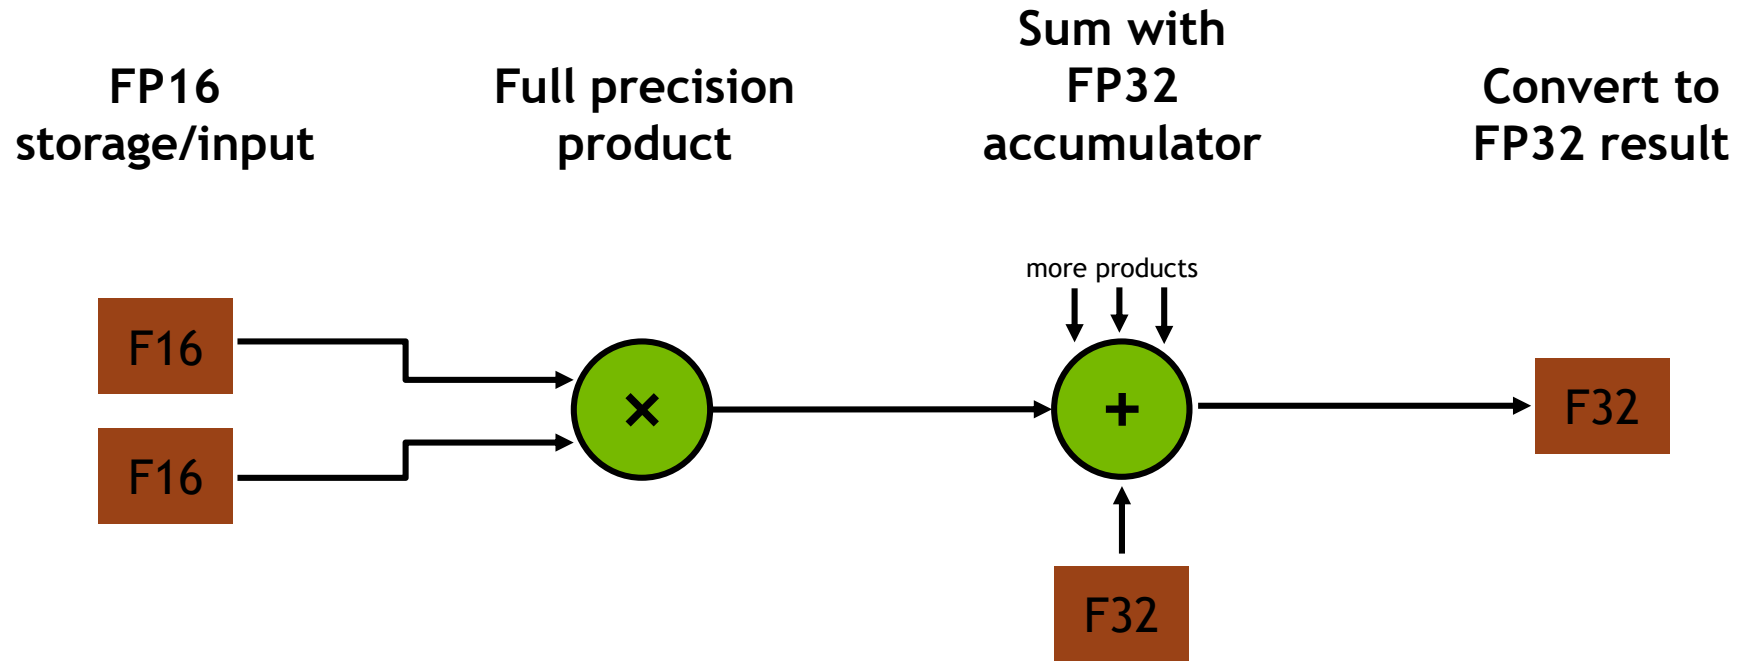 FP16
storage/input
Full precision
product
Sum with
FP32
accumulator
Convert to
FP32 result
more products
F16
F16
×
+
F32
F32